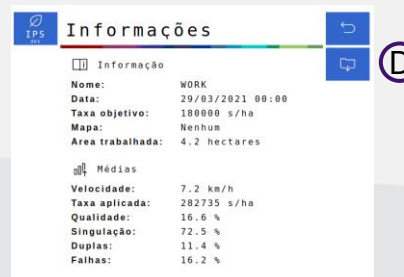 IPS
Informações
D
Informação
Nome: WORK
Data: 29/03/2021 00:00
Taxa objetivo: 180000 s/ha
Mapa: Nenhum
Area trabalhada: 4.2 hectares
Médias
Velocidade: 7.2 km/h
Taxa aplicada: 282735 s/ha
Qualidade: 16.6 %
Singulação: 72.5 %
Duplas: 11.4 %
Falhas: 16.2 %